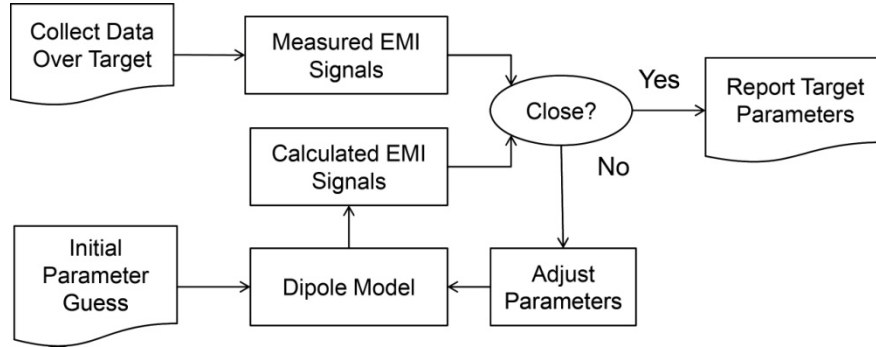 Collect Data
Over Target
Measured EMI
Signals
Close?
Yes
Report Target
Parameters
Calculated EMI
Signals
No
Initial
Parameter
Guess
Dipole Model
Adjust
Parameters